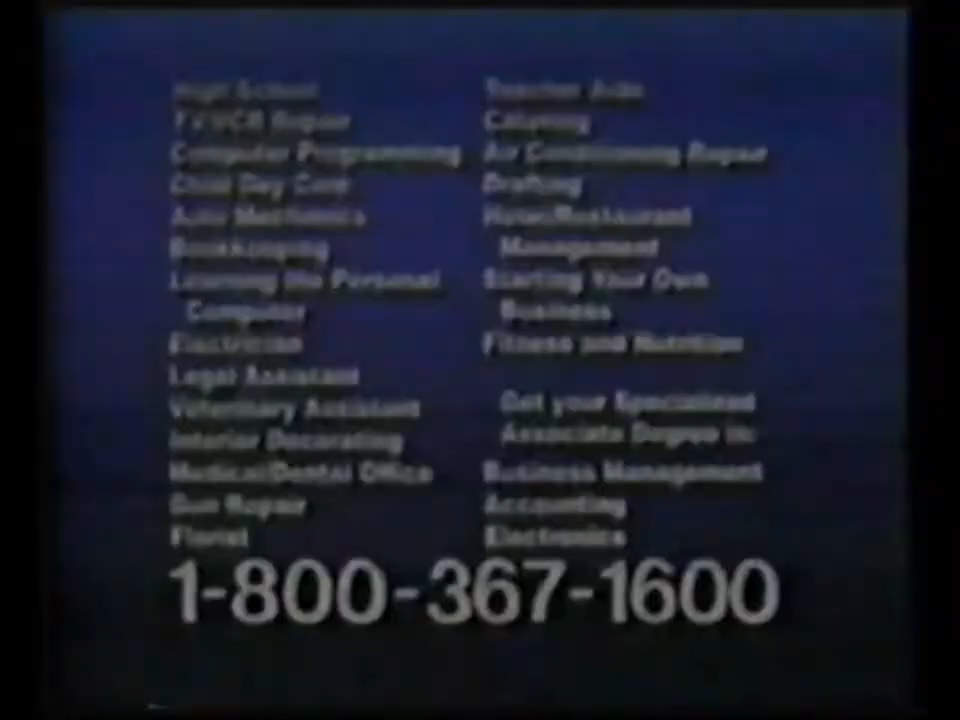 High School
TV/VCR Repair
Computer Programming
Child Day Care
Auto Mechanics
Bookkeeping
Learning the Personal
Computer
Electrician
Legal Assistant
Veterinary Assistant
Interior Decorating
Medical/Dental Office
Gun Repair
Florist
Teacher Aide
Catering
Air Conditioning Repair
Drafting
Hotel/Restaurant
Management
Starting Your Own
Business
Fitness and Nutrition
Get your Specialized
Associate Degree in:
Business Management
Accounting
Electronics
1-800-367-1600